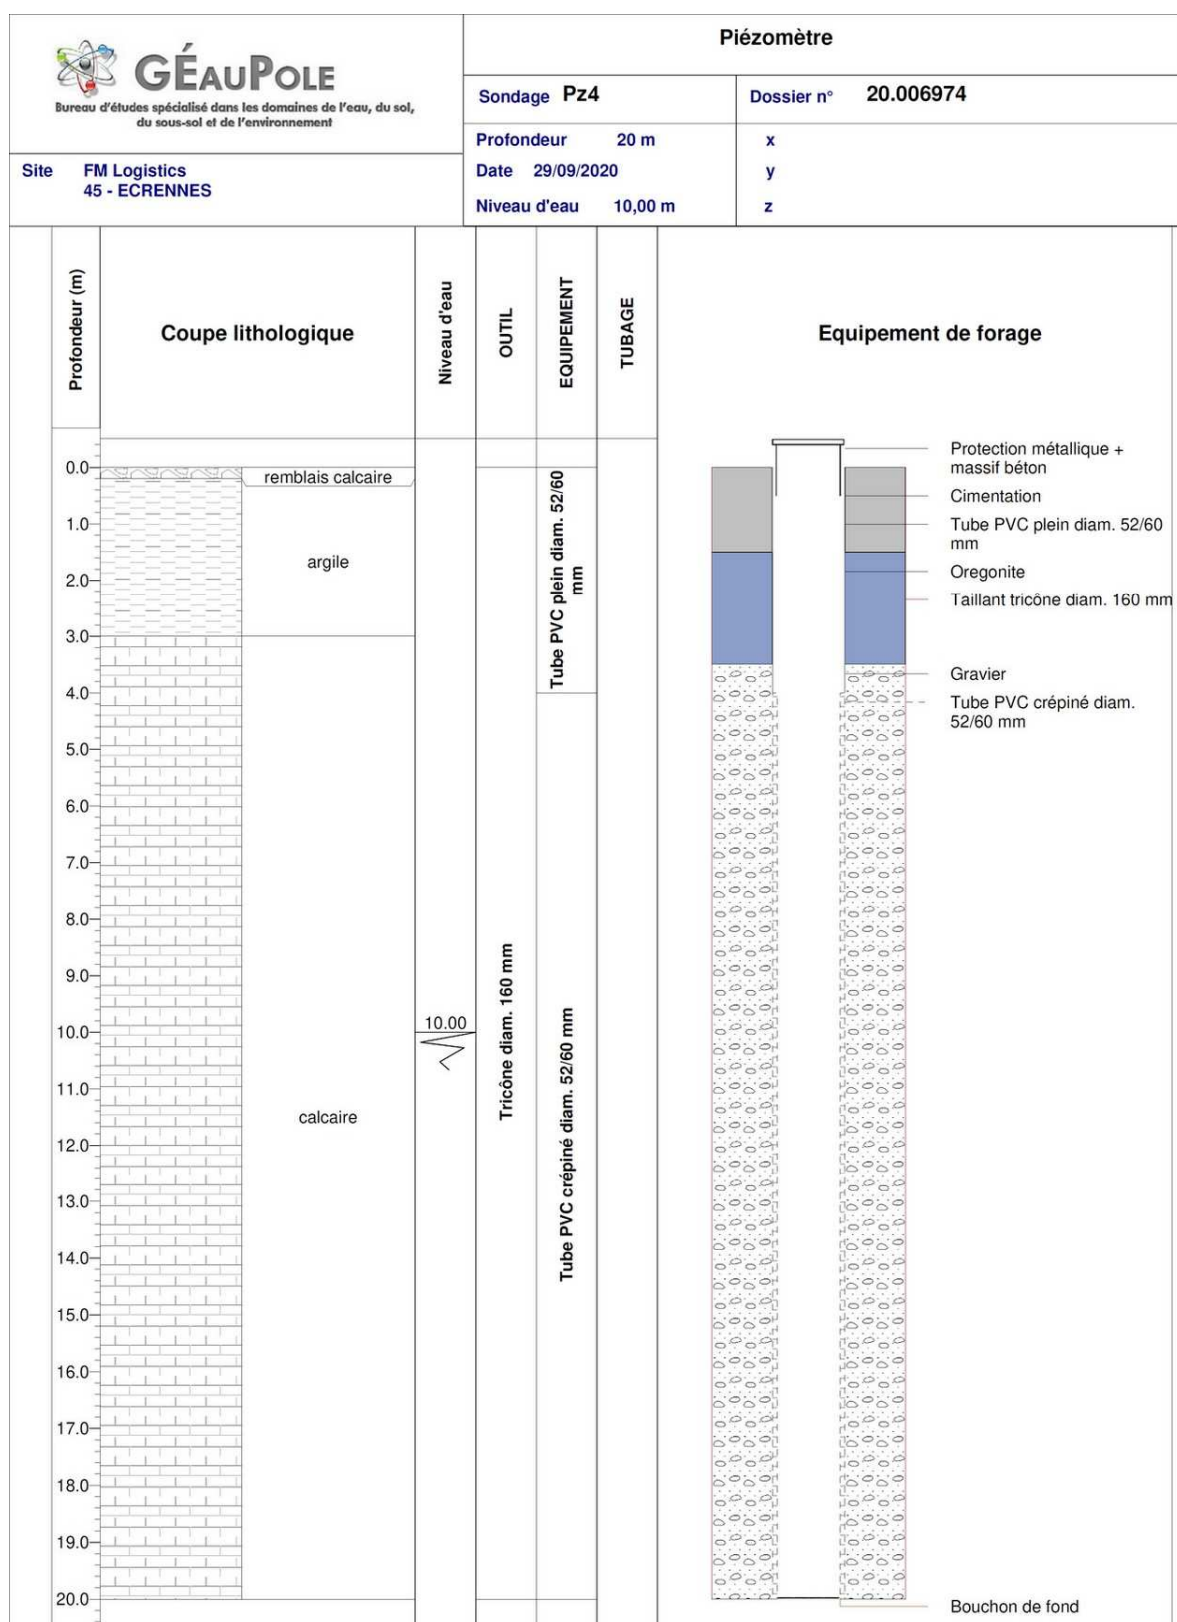 GÉAUPOLE
Bureau d'études spécialisé dans les domaines de l'eau, du sol,
du sous-sol et de l'environnement
Site FM Logistics
45 - ECRENNES
Piézomètre
Sondage Pz4
Dossier n° 20.006974
Profondeur 20 m
Date 29/09/2020
Niveau d'eau 10,00 m
x
y
z
Profondeur (m)
Coupe lithologique
Niveau d'eau
OUTIL
EQUIPEMENT
TUBAGE
Equipement de forage
0.0
1.0
2.0
3.0
4.0
5.0
6.0
7.0
8.0
9.0
10.0
11.0
12.0
13.0
14.0
15.0
16.0
17.0
18.0
19.0
20.0
remblais calcaire
argile
calcaire
10.00
Tricône diam. 160 mm
Tube PVC plein diam. 52/60
mm
Tube PVC crépiné diam. 52/60 mm
Protection métallique +
massif béton
Cimentation
Tube PVC plein diam. 52/60
mm
Oregonite
Taillant tricône diam. 160 mm
Gravier
Tube PVC crépiné diam.
52/60 mm
Bouchon de fond